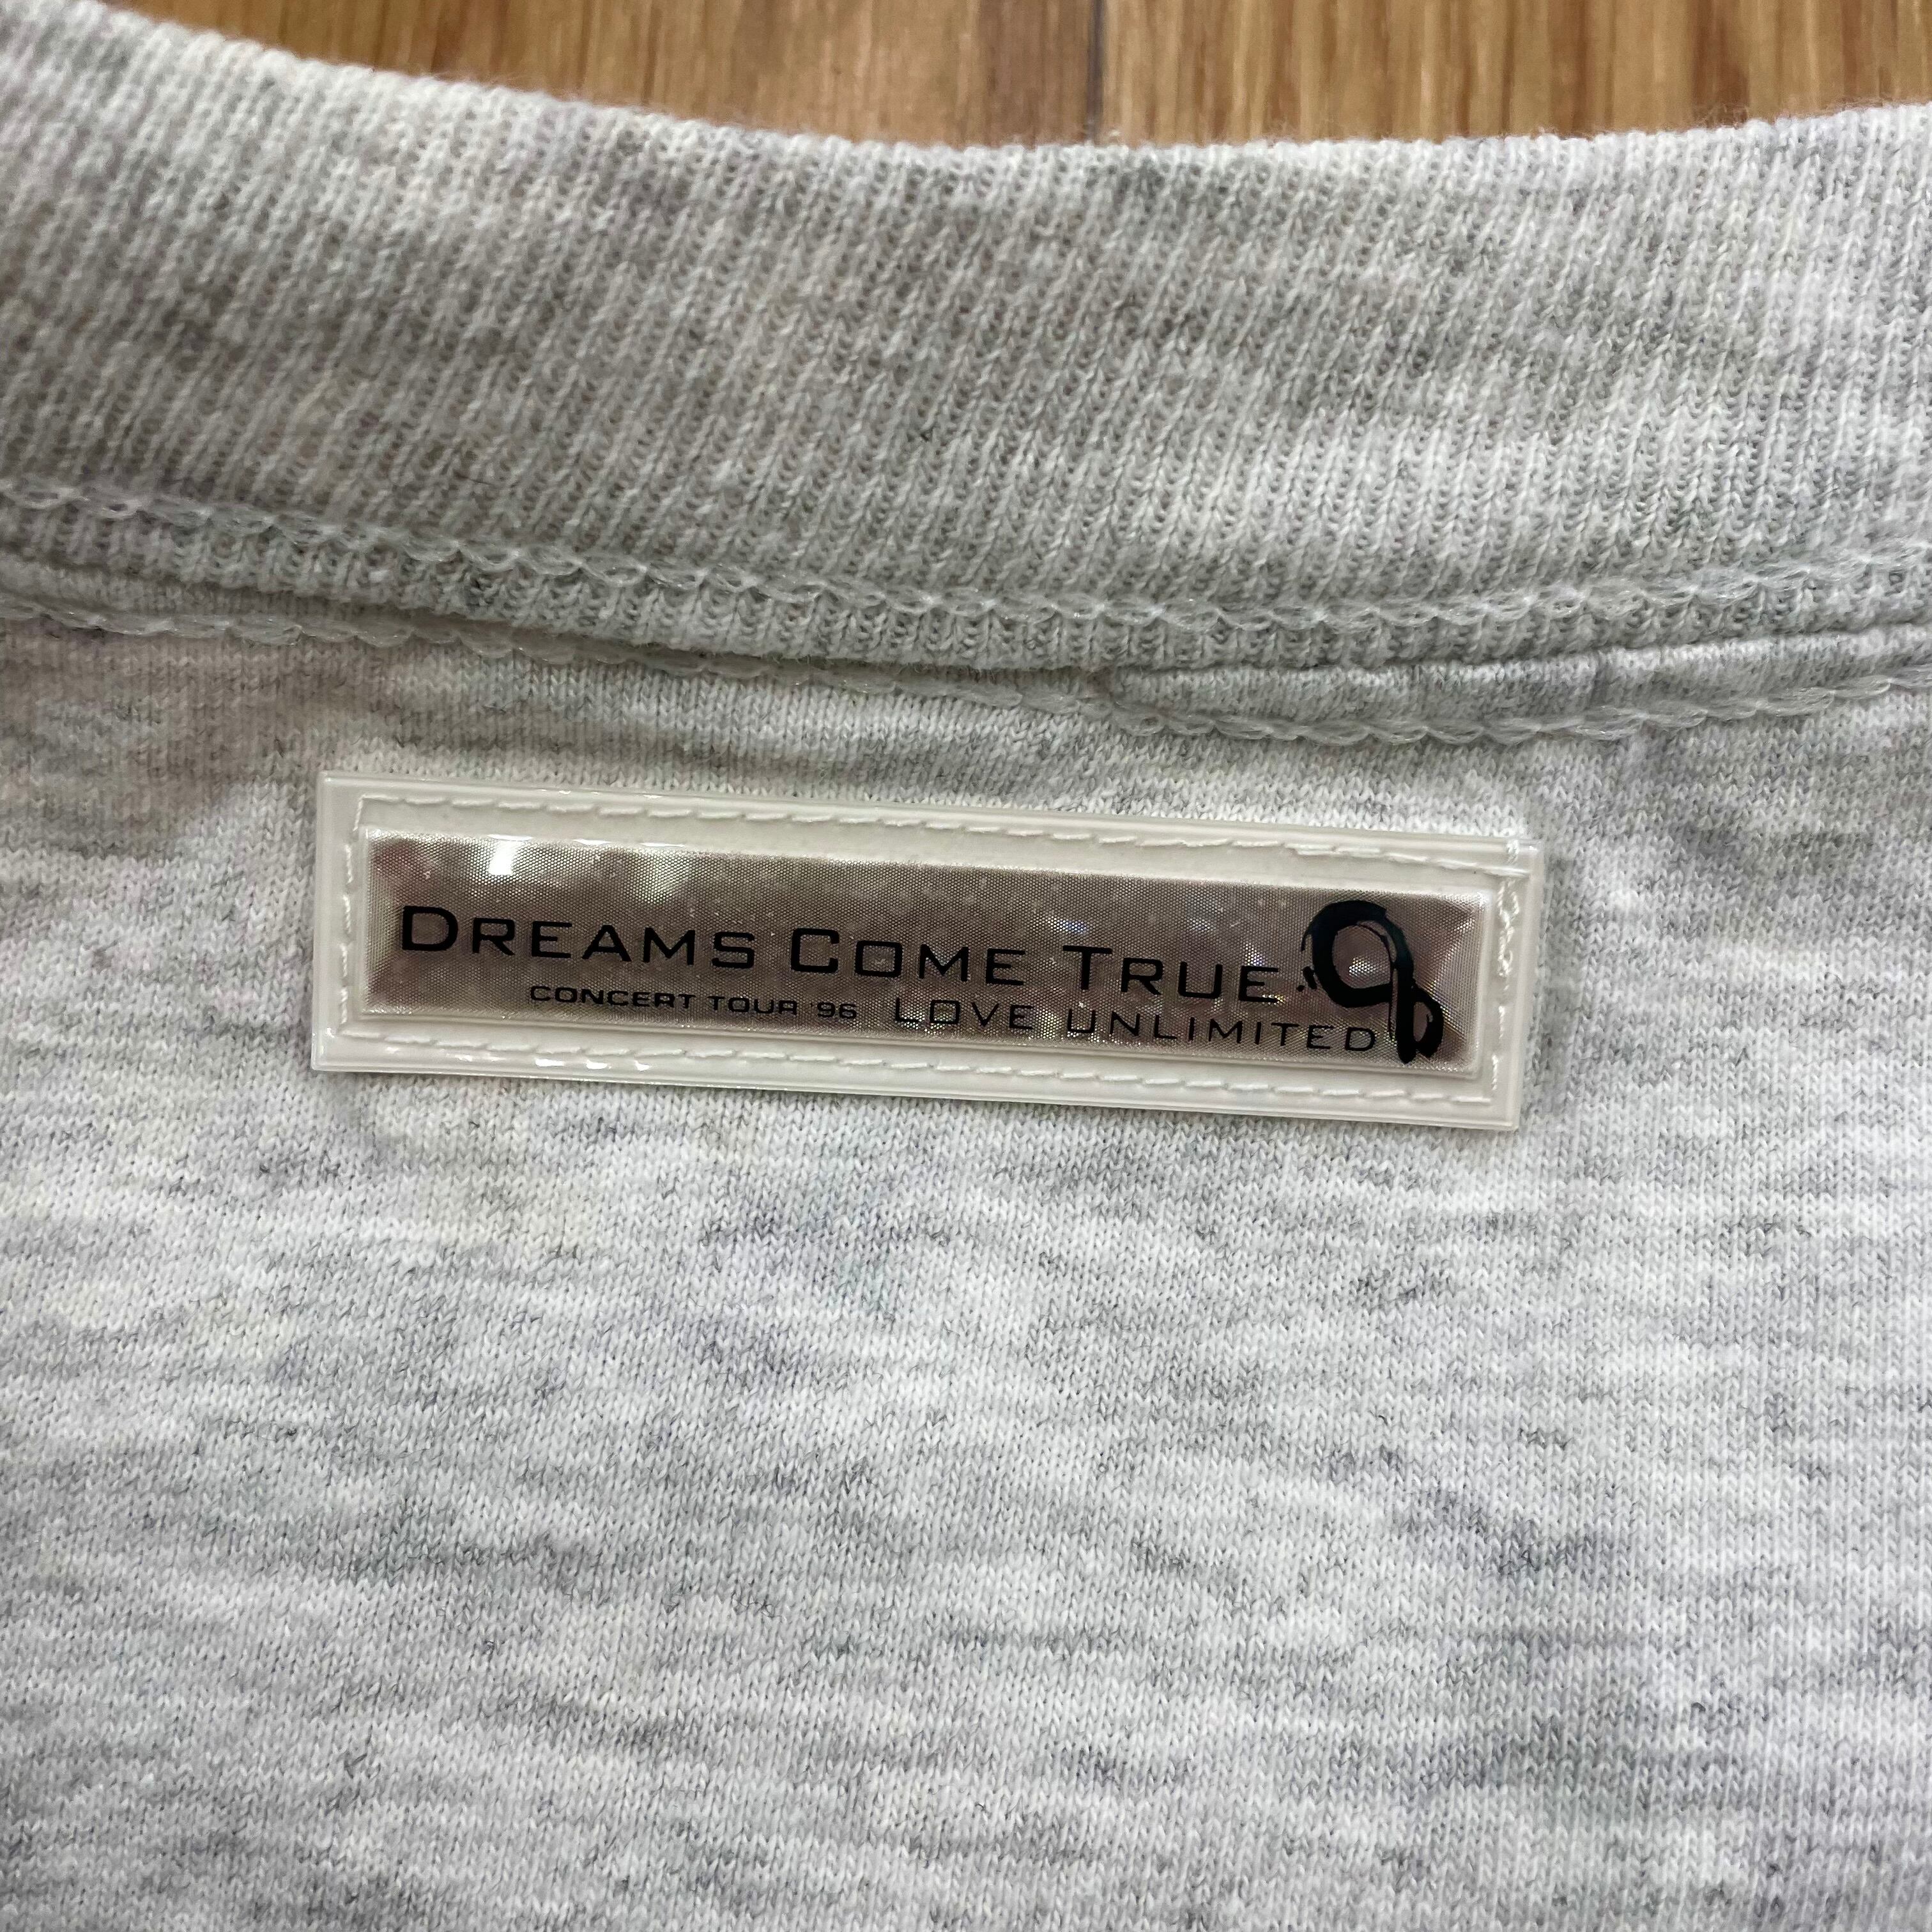 DREAMS COME TRUE
CONCERT TOUR '96 LOVE UNLIMITED